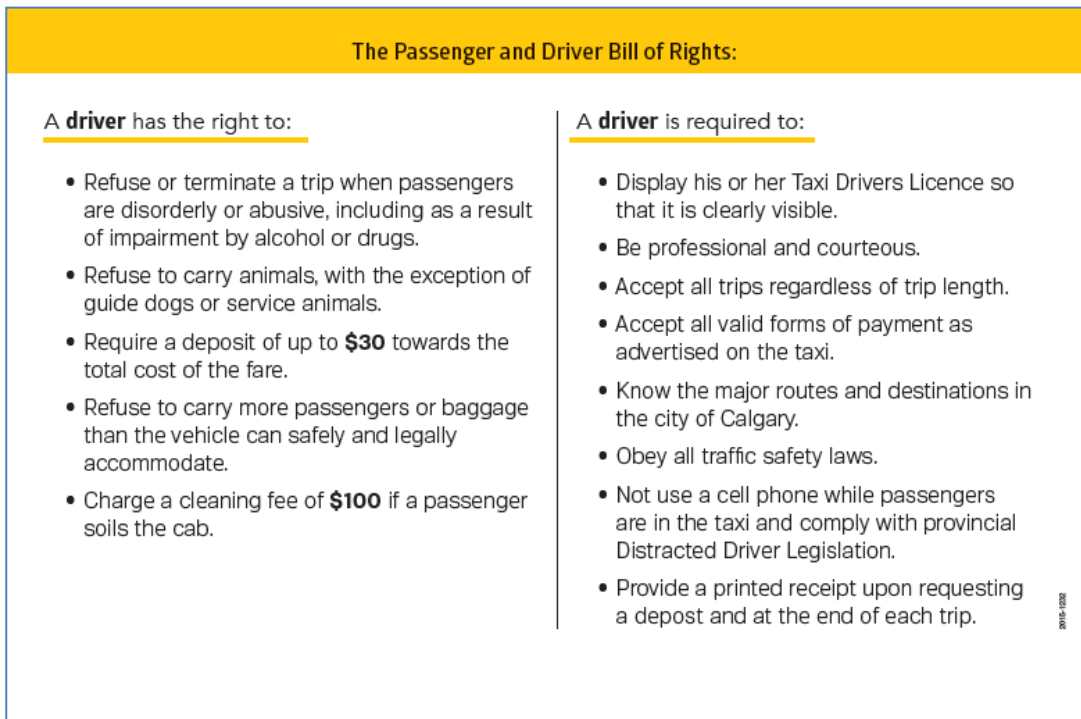 The Passenger and Driver Bill of Rights:
A driver has the right to:
• Refuse or terminate a trip when passengers
are disorderly or abusive, including as a result
of impairment by alcohol or drugs.
• Refuse to carry animals, with the exception of
guide dogs or service animals.
• Require a deposit of up to $30 towards the
total cost of the fare.
• Refuse to carry more passengers or baggage
than the vehicle can safely and legally
accommodate.
• Charge a cleaning fee of $100 if a passenger
soils the cab.
A driver is required to:
• Display his or her Taxi Drivers Licence so
that it is clearly visible.
• Be professional and courteous.
• Accept all trips regardless of trip length.
• Accept all valid forms of payment as
advertised on the taxi.
• Know the major routes and destinations in
the city of Calgary.
• Obey all traffic safety laws.
• Not use a cell phone while passengers
are in the taxi and comply with provincial
Distracted Driver Legislation.
• Provide a printed receipt upon requesting
a depost and at the end of each trip.
2015-1232